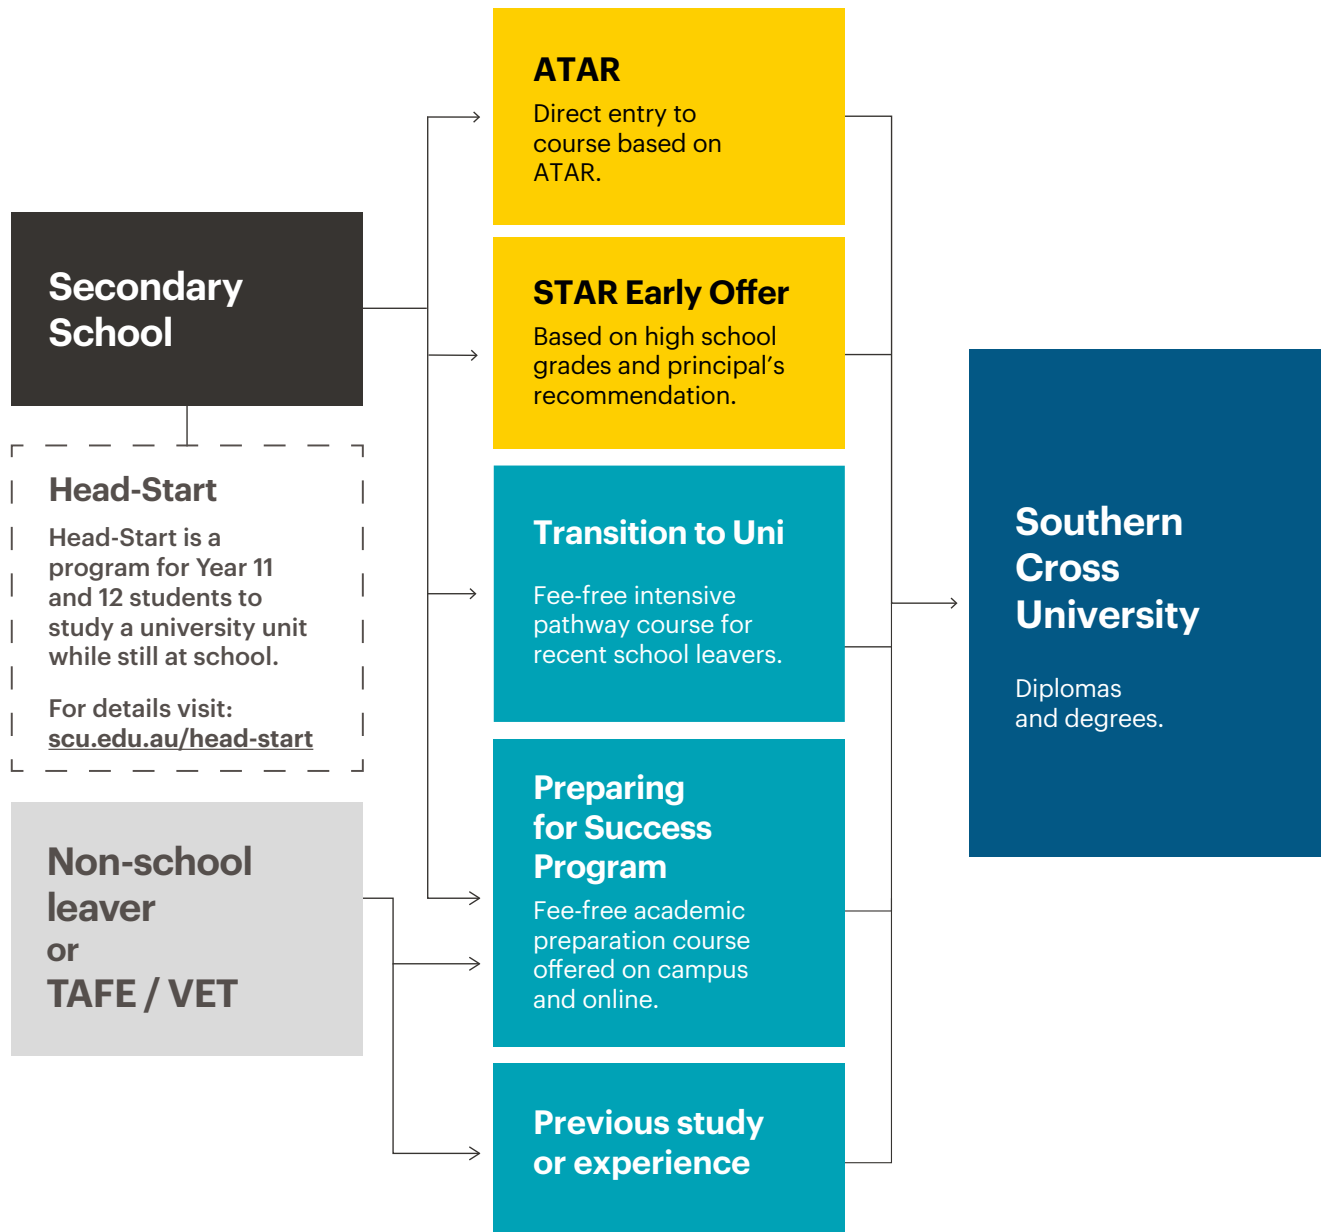 Secondary
School
Head-Start
Head-Start is a
program for Year 11
and 12 students to
study a university unit
while still at school.
For details visit:
scu.edu.au/head-start
Non-school
leaver
or
TAFE / VET
ATAR
Direct entry to
course based on
ATAR.
STAR Early Offer
Based on high school
grades and principal’s
recommendation.
Transition to Uni
Fee-free intensive
pathway course for
recent school leavers.
Preparing
for Success
Program
Fee-free academic
preparation course
offered on campus
and online.
Previous study
or experience
Southern
Cross
University
Diplomas
and degrees.